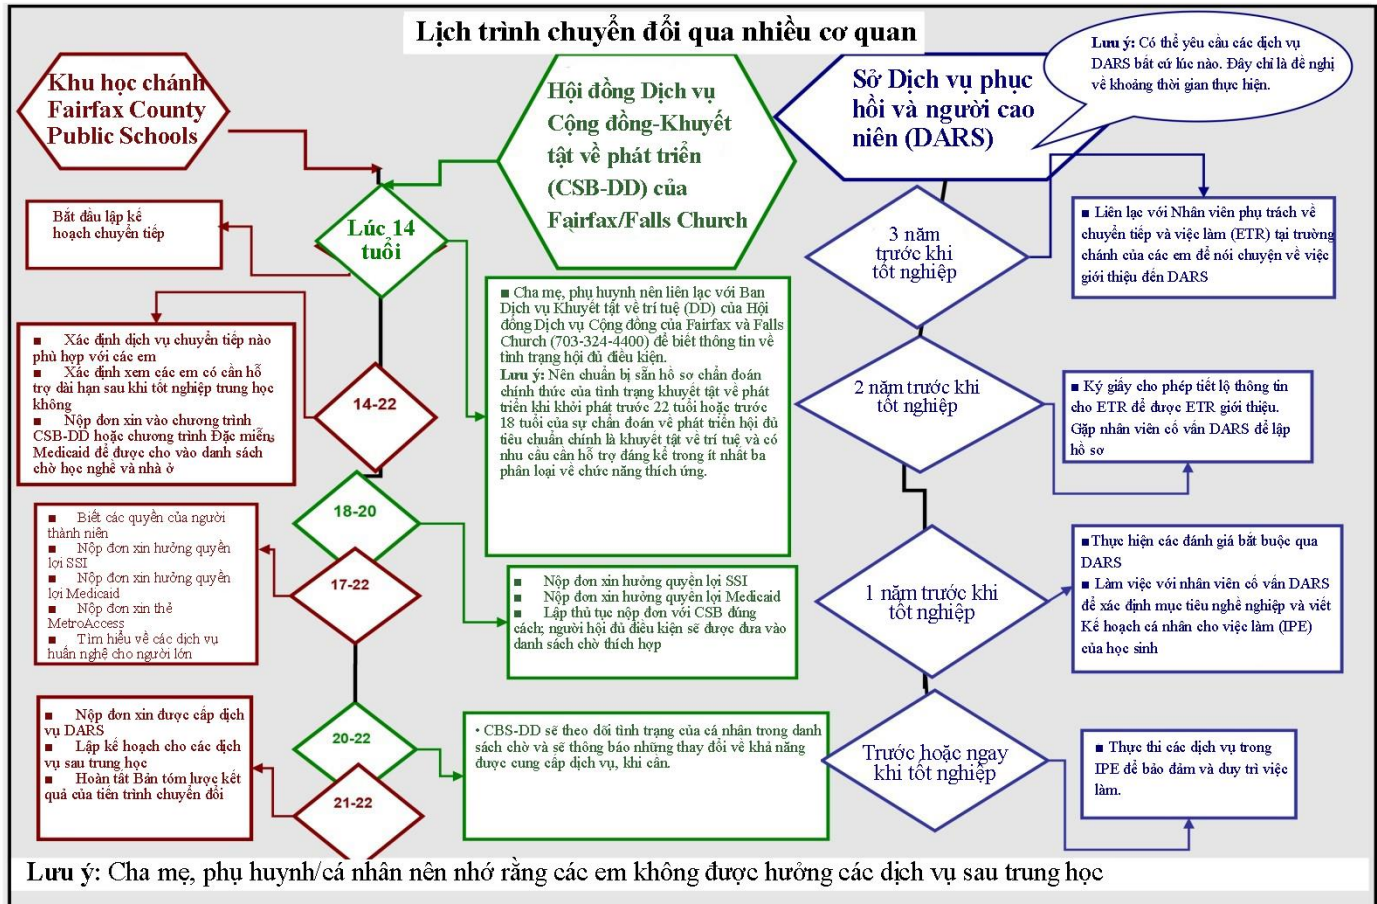 Lịch trình chuyển đổi qua nhiều cơ quan
Khu học chánh
Fairfax County
Public Schools
Hội đồng Dịch vụ
Cộng đồng-Khuyết
tật về phát triển
(CSB-DD) của
Fairfax/Falls Church
Sở Dịch vụ phục
hồi và người cao
niên (DARS)
Lưu ý: Có thể yêu cầu các dịch vụ
DARS bất cứ lúc nào. Đây chỉ là đề nghị
về khoảng thời gian thực hiện.
Bắt đầu lập kế
hoạch chuyển tiếp
Lúc 14
tuổi
■ Xác định dịch vụ chuyển tiếp nào
phù hợp với các em
■ Xác định xem các em có cần hỗ
trợ dài hạn sau khi tốt nghiệp trung học
không
■ Nộp đơn xin vào chương trình
CSB-DD hoặc chương trình Đặc miễn
Medicaid để được cho vào danh sách
chờ học nghề và nhà ở
14-22
■ Cha mẹ, phụ huynh nên liên lạc với Ban
Dịch vụ Khuyết tật về trí tuệ (DD) của Hội
đồng Dịch vụ Cộng đồng của Fairfax và Falls
Church (703-324-4400) để biết thông tin về
tình trạng hội đủ điều kiện.
Lưu ý: Nên chuẩn bị sẵn hồ sơ chẩn đoán
chính thức của tình trạng khuyết tật về phát
triển khi khởi phát trước 22 tuổi hoặc trước
18 tuổi của sự chẩn đoán về phát triển hội đủ
tiêu chuẩn chính là khuyết tật về trí tuệ và có
nhu cầu cần hỗ trợ đáng kể trong ít nhất ba
phân loại về chức năng thích ứng.
18-20
■ Biết các quyền của người
thành niên
■ Nộp đơn xin hưởng quyền
lợi SSI
■ Nộp đơn xin hưởng quyền
lợi Medicaid
■ Nộp đơn xin thẻ
MetroAccess
■ Tìm hiểu về các dịch vụ
huấn nghệ cho người lớn
17-22
■ Nộp đơn xin hưởng quyền lợi SSI
■ Nộp đơn xin hưởng quyền lợi Medicaid
■ Lập thủ tục nộp đơn với CSB đúng
cách; người hội đủ điều kiện sẽ được đưa vào
danh sách chờ thích hợp
■ Nộp đơn xin được cấp dịch
vụ DARS
■ Lập kế hoạch cho các dịch
vụ sau trung học
■ Hoàn tất Bản tóm lược kết
quả của tiến trình chuyển đổi
20-22
21-22
• CBS-DD sẽ theo dõi tình trạng của cá nhân trong danh
sách chờ và sẽ thông báo những thay đổi về khả năng
được cung cấp dịch vụ, khi cần.
3 năm
trước khi
tốt nghiệp
■ Liên lạc với Nhân viên phụ trách về
chuyển tiếp và việc làm (ETR) tại trường
chánh của các em để nói chuyện về việc
giới thiệu đến DARS
2 năm trước khi
tốt nghiệp
■ Ký giấy cho phép tiết lộ thông tin
cho ETR để được ETR giới thiệu.
Gặp nhân viên cố vấn DARS để lập
hồ sơ
1 năm trước khi
tốt nghiệp
■Thực hiện các đánh giá bắt buộc qua
DARS
■ Làm việc với nhân viên cố vấn DARS
để xác định mục tiêu nghề nghiệp và viết
Kế hoạch cá nhân cho việc làm (IPE)
của học sinh
Trước hoặc ngay
khi tốt nghiệp
■ Thực thi các dịch vụ trong
IPE để bảo đảm và duy trì việc
làm.
Lưu ý: Cha mẹ, phụ huynh/cá nhân nên nhớ rằng các em không được hưởng các dịch vụ sau trung học